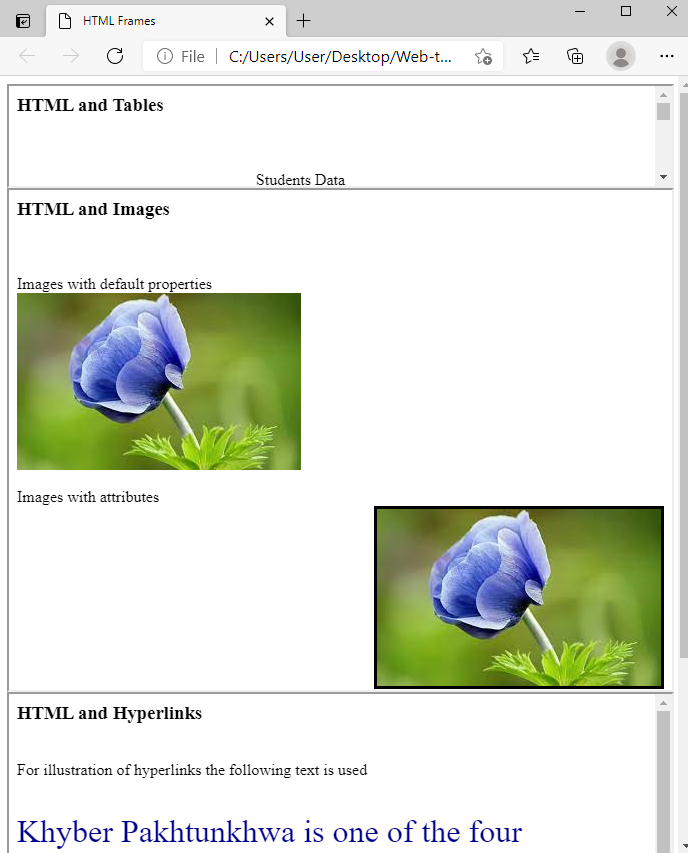 HTML Frames
File
C:/Users/User/Desktop/Web-t...
HTML and Tables
Students Data
HTML and Images
Images with default properties
Images with attributes
HTML and Hyperlinks
For illustration of hyperlinks the following text is used
Khyber Pakhtunkhwa is one of the four